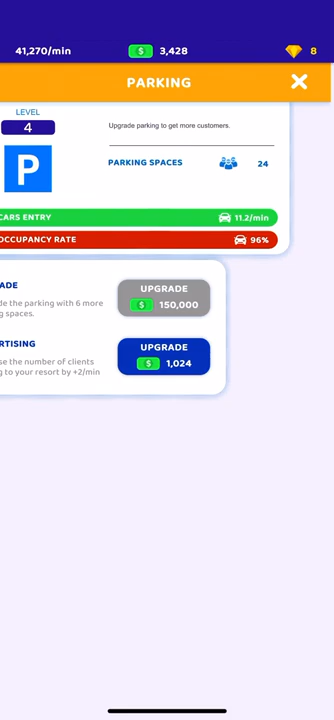 41,270/min $ 3,428 8
PARKING
LEVEL
4
P
Upgrade parking to get more customers.
PARKING SPACES 24
CARS ENTRY 11.2/min
OCCUPANCY RATE 96%
ADE
de the parking with 6 more
g spaces.
UPGRADE
$ 150,000
RTISING
se the number of clients
g to your resort by +2/min
UPGRADE
$ 1,024